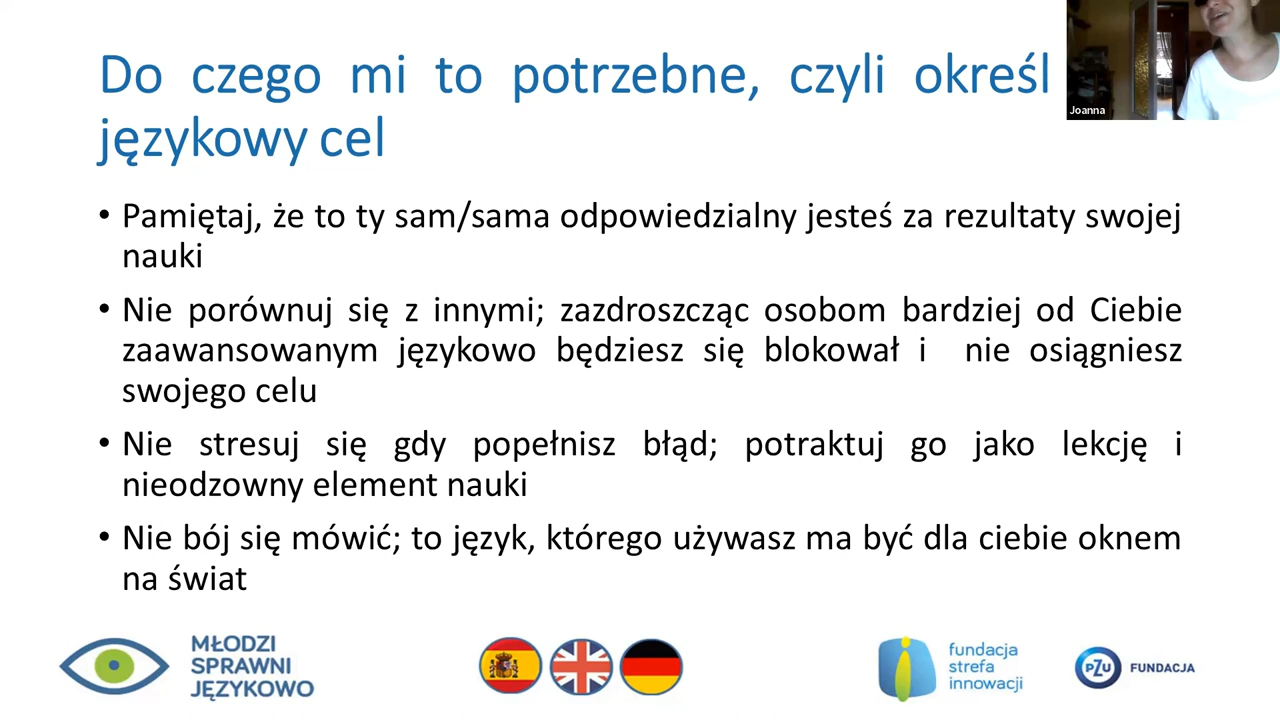 Do czego mi to potrzebne, czyli określ
językowy cel
Joanna
• Pamiętaj, że to ty sam/sama odpowiedzialny jesteś za rezultaty swojej
nauki
• Nie porównuj się z innymi; zazdroszcząc osobom bardziej od Ciebie
zaawansowanym językowo będziesz się blokował i nie osiągniesz
swojego celu
• Nie stresuj się gdy popełnisz błąd; potraktuj go jako lekcję i
nieodzowny element nauki
• Nie bój się mówić; to język, którego używasz ma być dla ciebie oknem
na świat
MŁODZI
SPRAWNI
JĘZYKOWO
fundacja
strefa
innowacji
PZU FUNDACJA